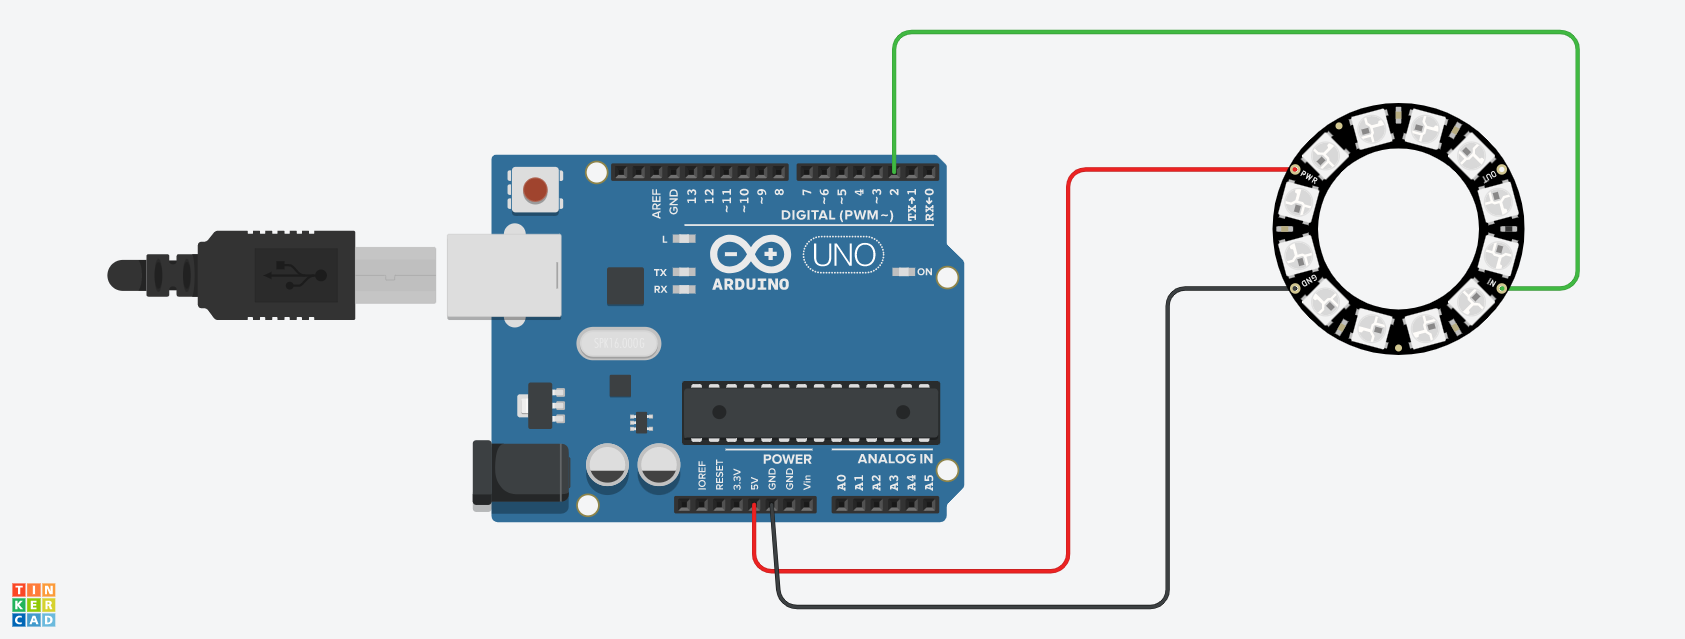 AREF
GND
13
12
~11
~10
~9
8
7
~6
~5
4
~3
2
TX→1
RX←0
DIGITAL (PWM~)
L
TX
RX
ARDUINO
UNO
ON
PWR
OUT
GND
IN
SPK16.000G
POWER
ANALOG IN
IOREF
RESET
3.3V
5V
GND
GND
Vin
A0
A1
A2
A3
A4
A5
TIN
KER
CAD